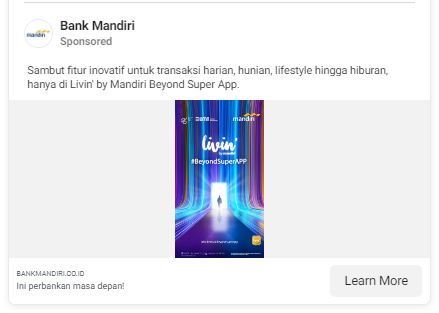 Bank Mandiri
Sponsored
mandiri
Sambut fitur inovatif untuk transaksi harian, hunian, lifestyle hingga hiburan,
hanya di Livin' by Mandiri Beyond Super App.
mandiri
livin'
by mandiri
#BeyondSuperAPP
BANKMANDIRI.CO.ID
Ini perbankan masa depan!
Learn More